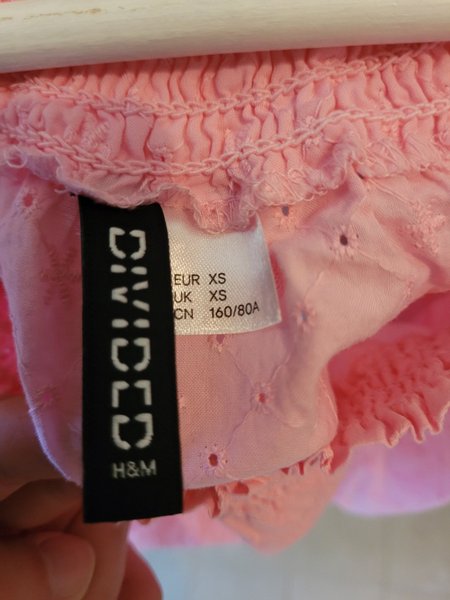 DIVIDED
H&M
EUR XS
UK XS
CN 160/80A